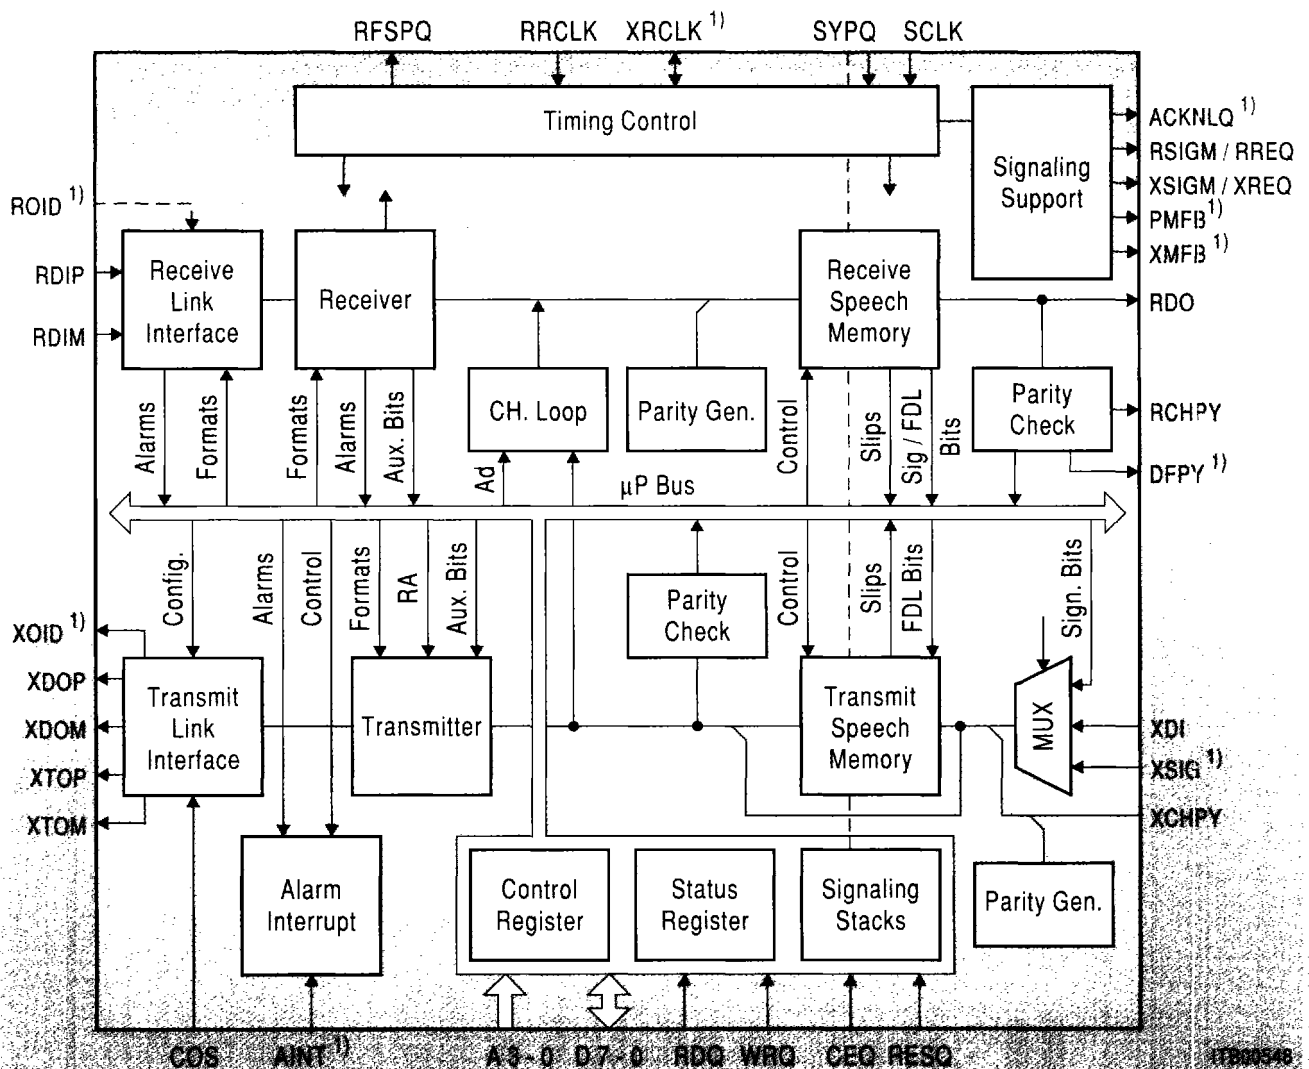 RFSPQ RRCLK XRCLK 1) SYPQ SCLK
Timing Control
ACKNLQ 1)
RSIGM / RREQ
XSIGM / XREQ
PMFB 1)
XMFB 1)
Signaling
Support
ROID 1)
RDIP
RDIM
Receive
Link
Interface
Receiver
Receive
Speech
Memory
RDO
CH. Loop
Parity Gen.
Parity
Check
RCHPY
DFPY 1)
Alarms
Formats
Formats
Alarms
Aux. Bits
Ad
Control
Slips
Sig / FDL
Bits
µP Bus
Config.
Alarms
Control
Formats
RA
Aux. Bits
Parity
Check
Control
Slips
FDL Bits
Sign. Bits
XOID 1)
XDOP
XDOM
XTOP
XTOM
Transmit
Link
Interface
Transmitter
Transmit
Speech
Memory
MUX
XDI
XSIG 1)
XCHPY
Alarm
Interrupt
Control
Register
Status
Register
Signaling
Stacks
Parity Gen.
COS AINT 1) A3-0 D7-0 RDQ WRQ CEQ RESQ
ITB00546